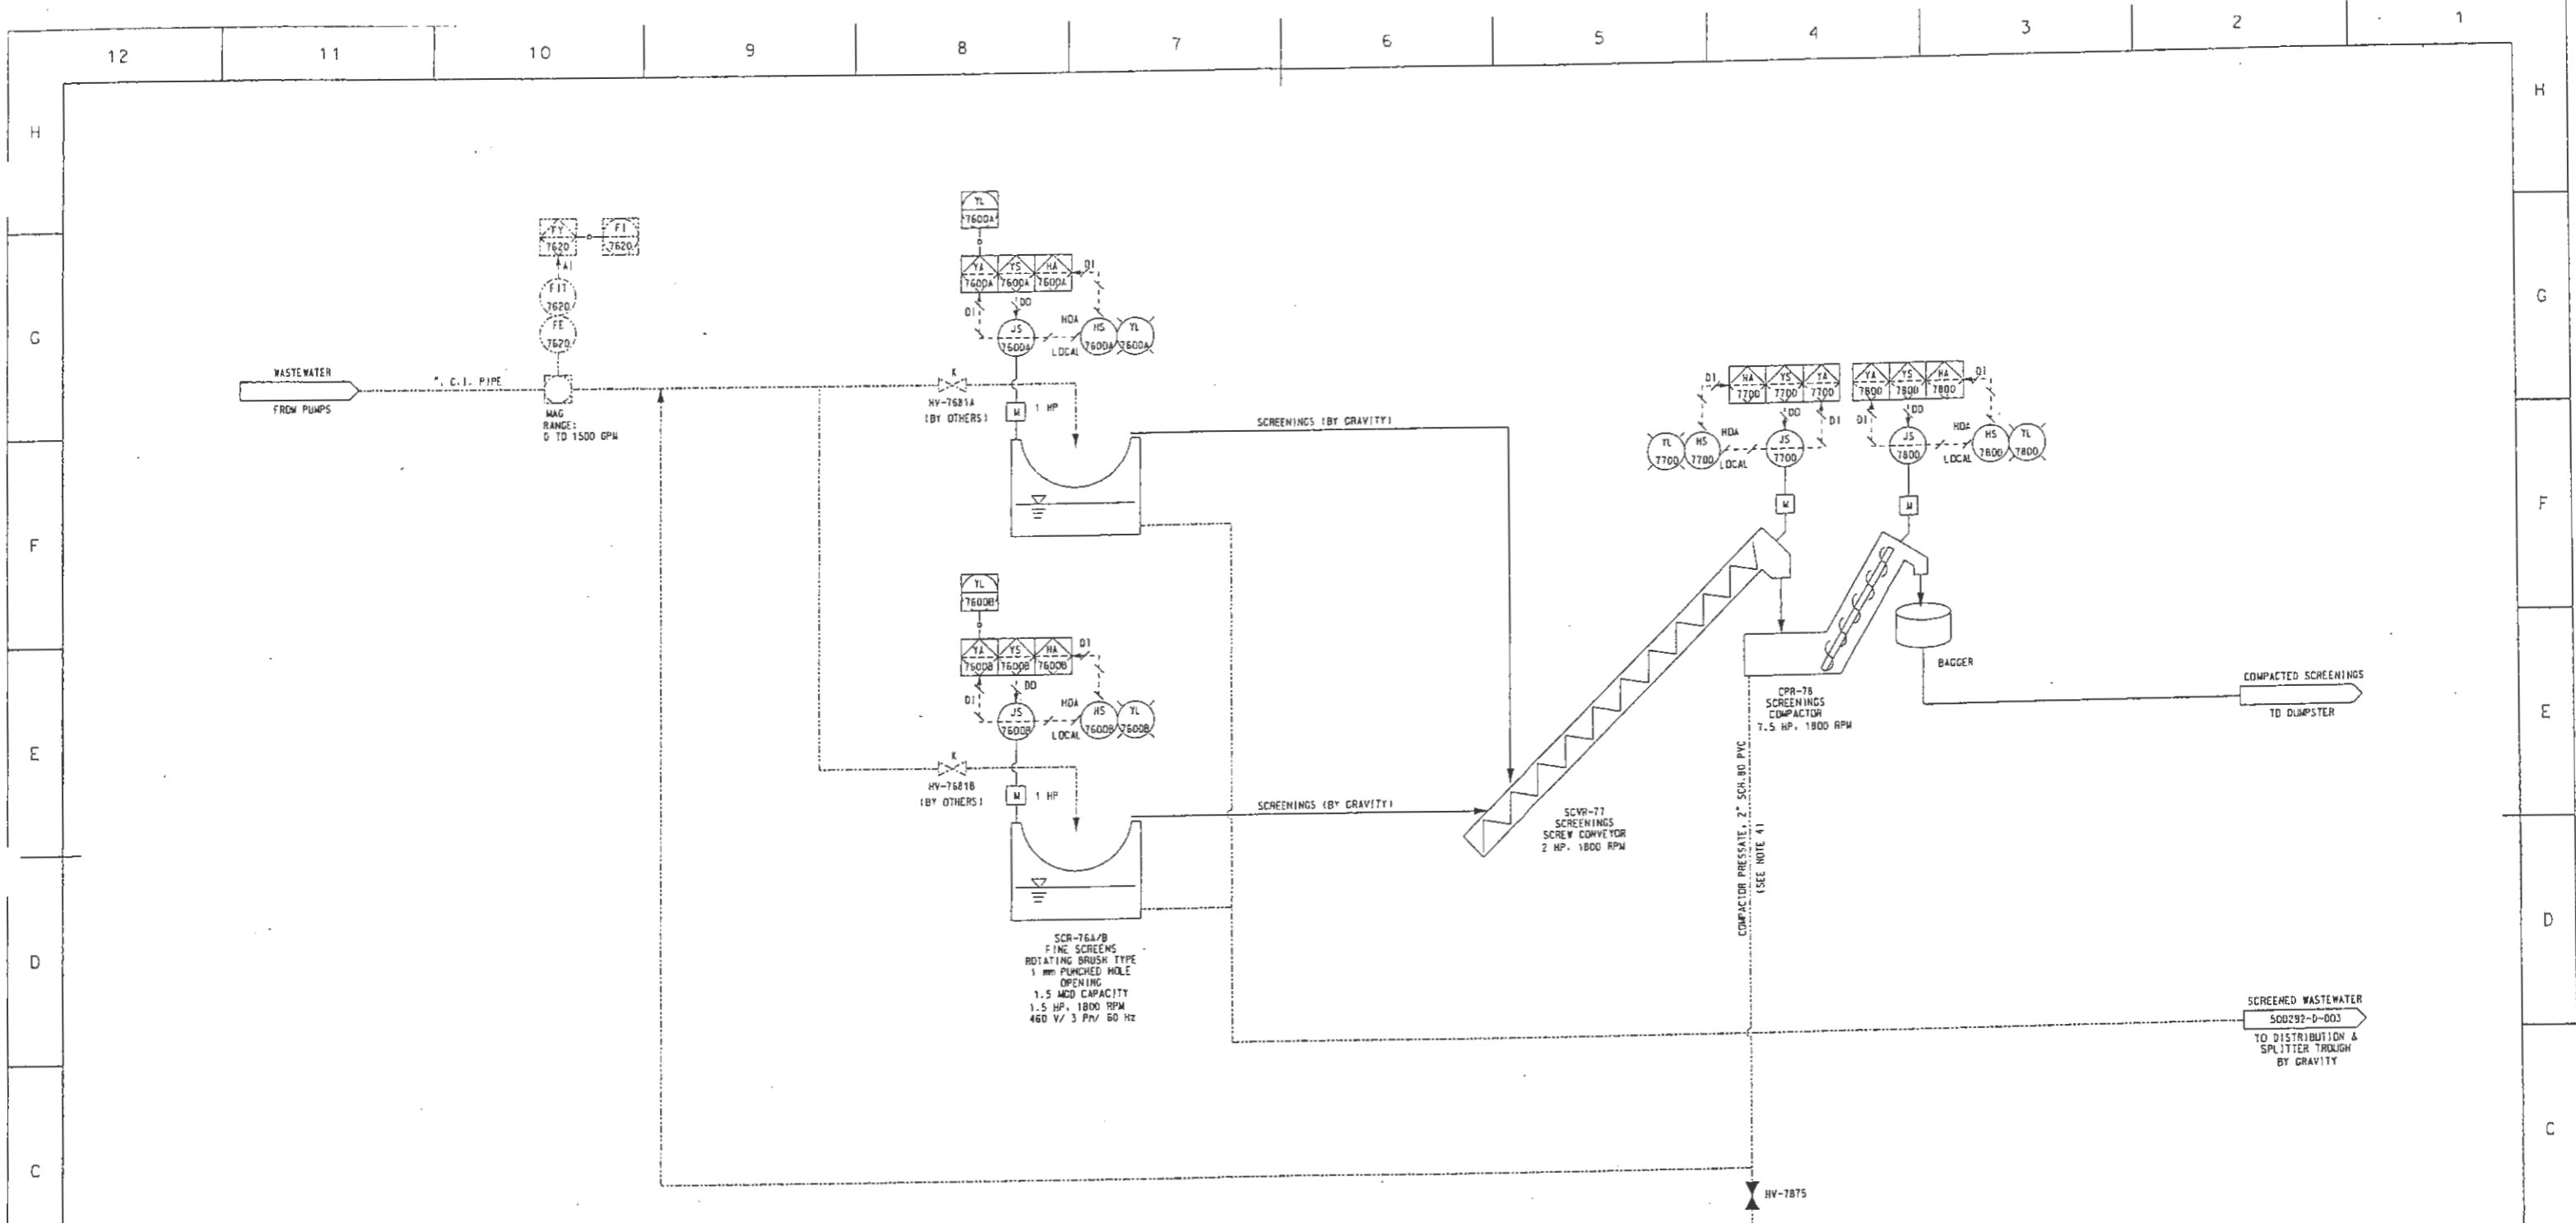 12 11 10 9 8 7 6 5 4 3 2 1
H
H
G
G
F
F
E
E
D
D
C
C
WASTEWATER
FROM PUMPS
", C.I. PIPE
FY
7620
FI
7620
AI
FIT
7620
FE
7620
MAG
RANGE:
0 TO 1500 GPM
YL
7600A
YA
7600A
YS
7600A
HA
7600A
DI
DO
DI
JS
7600A
HOA
LOCAL
HS
7600A
YL
7600A
K
HV-7681A
(BY OTHERS)
M
1 HP
SCREENINGS (BY GRAVITY)
YL
7600B
YA
7600B
YS
7600B
HA
7600B
DI
DO
DI
JS
7600B
HOA
LOCAL
HS
7600B
YL
7600B
K
HV-7681B
(BY OTHERS)
M
1 HP
SCREENINGS (BY GRAVITY)
SCR-76A/B
FINE SCREENS
ROTATING BRUSH TYPE
1 mm PUNCHED HOLE
OPENING
1.5 MGD CAPACITY
1.5 HP, 1800 RPM
460 V/ 3 PH/ 60 Hz
DI
HA
7700
YS
7700
YA
7700
DO
DI
YL
7700
HS
7700
HOA
LOCAL
JS
7700
M
YA
7800
YS
7800
HA
7800
DI
DI
DO
JS
7800
HOA
LOCAL
HS
7800
YL
7800
M
SCVR-77
SCREENINGS
SCREW CONVEYOR
2 HP, 1800 RPM
CPR-78
SCREENINGS
COMPACTOR
7.5 HP, 1800 RPM
BAGGER
COMPACTED SCREENINGS
TO DUMPSTER
COMPACTOR PRESSATE, 2" SCH.80 PVC
(SEE NOTE 4)
SCREENED WASTEWATER
500292-D-003
TO DISTRIBUTION &
SPLITTER TROUGH
BY GRAVITY
HV-7875